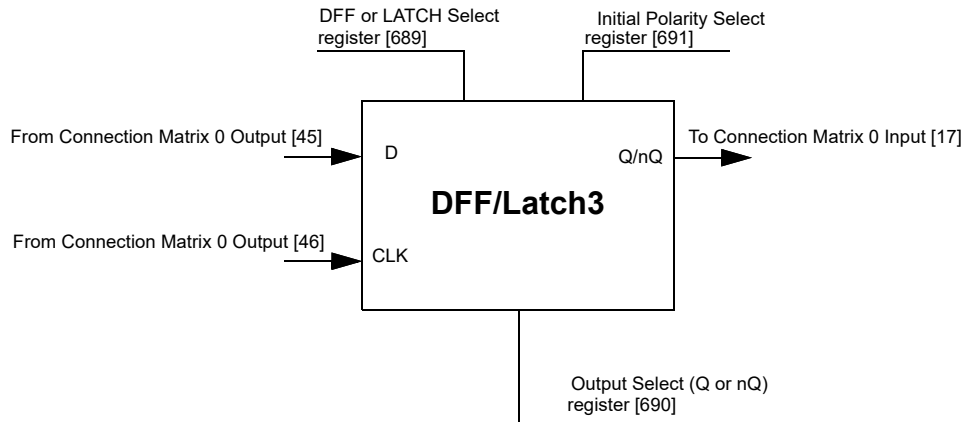 DFF or LATCH Select
register [689]
Initial Polarity Select
register [691]
From Connection Matrix 0 Output [45]
D
Q/nQ
To Connection Matrix 0 Input [17]
DFF/Latch3
From Connection Matrix 0 Output [46]
CLK
Output Select (Q or nQ)
register [690]